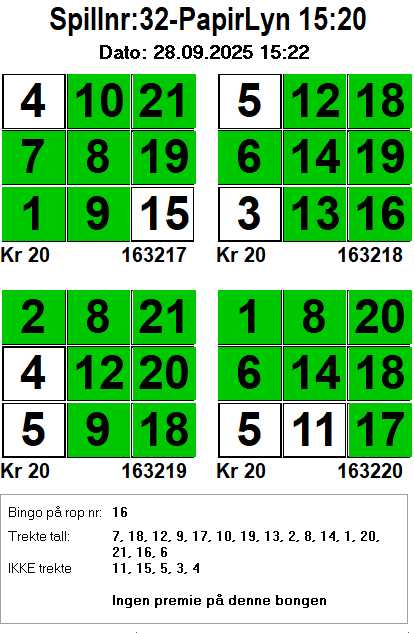 Spillnr:32-PapirLyn 15:20
Dato: 28.09.2025 15:22
4 10 21
7 8 19
1 9 15
Kr 20 163217
5 12 18
6 14 19
3 13 16
Kr 20 163218
2 8 21
4 12 20
5 9 18
Kr 20 163219
1 8 20
6 14 18
5 11 17
Kr 20 163220
Bingo på rop nr: 16
Trekte tall: 7, 18, 12, 9, 17, 10, 19, 13, 2, 8, 14, 1, 20,
21, 16, 6
IKKE trekte 11, 15, 5, 3, 4
Ingen premie på denne bongen